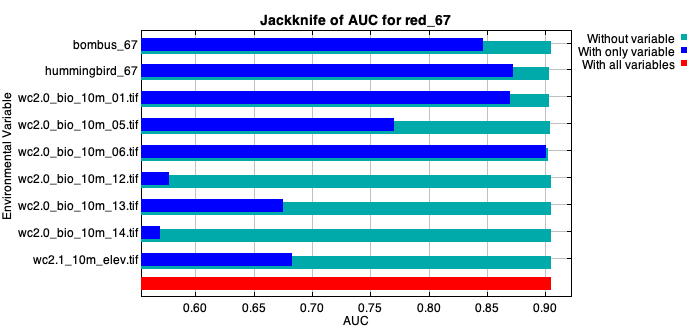 Jackknife of AUC for red_67
bombus_67
hummingbird_67
wc2.0_bio_10m_01.tif
wc2.0_bio_10m_05.tif
wc2.0_bio_10m_06.tif
wc2.0_bio_10m_12.tif
wc2.0_bio_10m_13.tif
wc2.0_bio_10m_14.tif
wc2.1_10m_elev.tif
Environmental Variable
0.60 0.65 0.70 0.75 0.80 0.85 0.90
AUC
Without variable
With only variable
With all variables